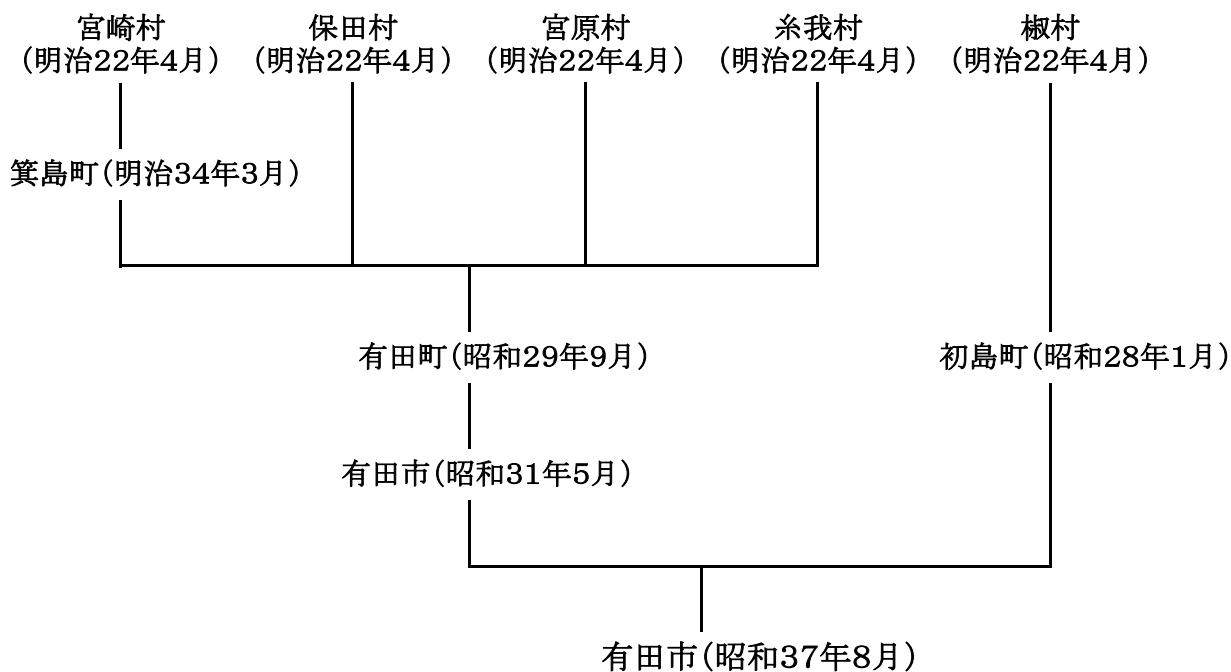 宮崎村
(明治22年4月)
保田村
(明治22年4月)
宮原村
(明治22年4月)
糸我村
(明治22年4月)
椒村
(明治22年4月)
箕島町(明治34年3月)
有田町(昭和29年9月)
初島町(昭和28年1月)
有田市(昭和31年5月)
有田市(昭和37年8月)